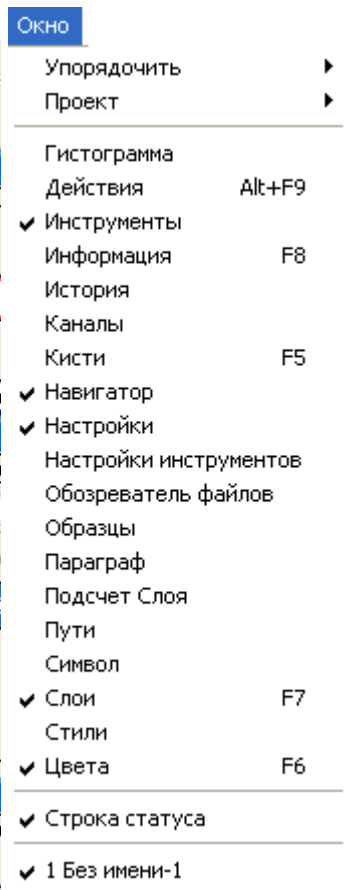 Окно
Упорядочить
Проект
Гистограмма
Действия Alt+F9
Инструменты
Информация F8
История
Каналы
Кисти F5
Навигатор
Настройки
Настройки инструментов
Обозреватель файлов
Образцы
Параграф
Подсчет Слоя
Пути
Символ
Слои F7
Стили
Цвета F6
Строка статуса
1 Без имени-1